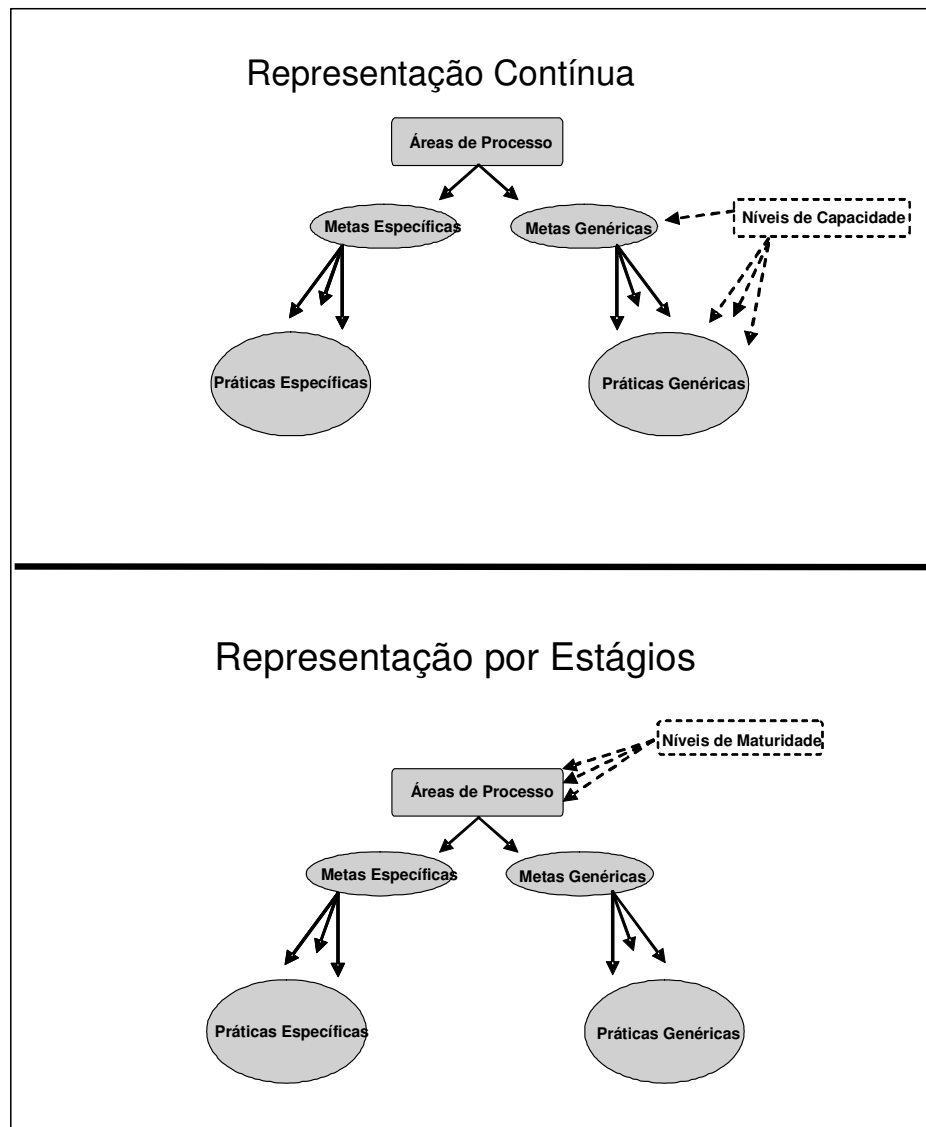 Representação Contínua
Áreas de Processo
Metas Específicas
Metas Genéricas
Níveis de Capacidade
Práticas Específicas
Práticas Genéricas
Representação por Estágios
Níveis de Maturidade
Áreas de Processo
Metas Específicas
Metas Genéricas
Práticas Específicas
Práticas Genéricas